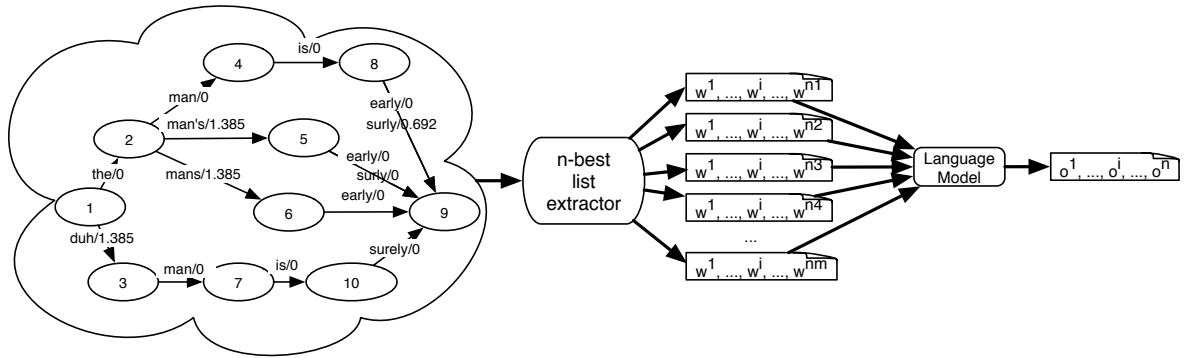 is/0
4
8
man/0
early/0
surly/0.692
man's/1.385
2
5
early/0
surly/0
the/0
mans/1.385
early/0
1
6
9
duh/1.385
surely/0
man/0
is/0
3
7
10
n-best
list
extractor
w1, ..., wi, ..., wn1
w1, ..., wi, ..., wn2
w1, ..., wi, ..., wn3
w1, ..., wi, ..., wn4
...
w1, ..., wi, ..., wnm
Language
Model
o1, ..., oi, ..., on